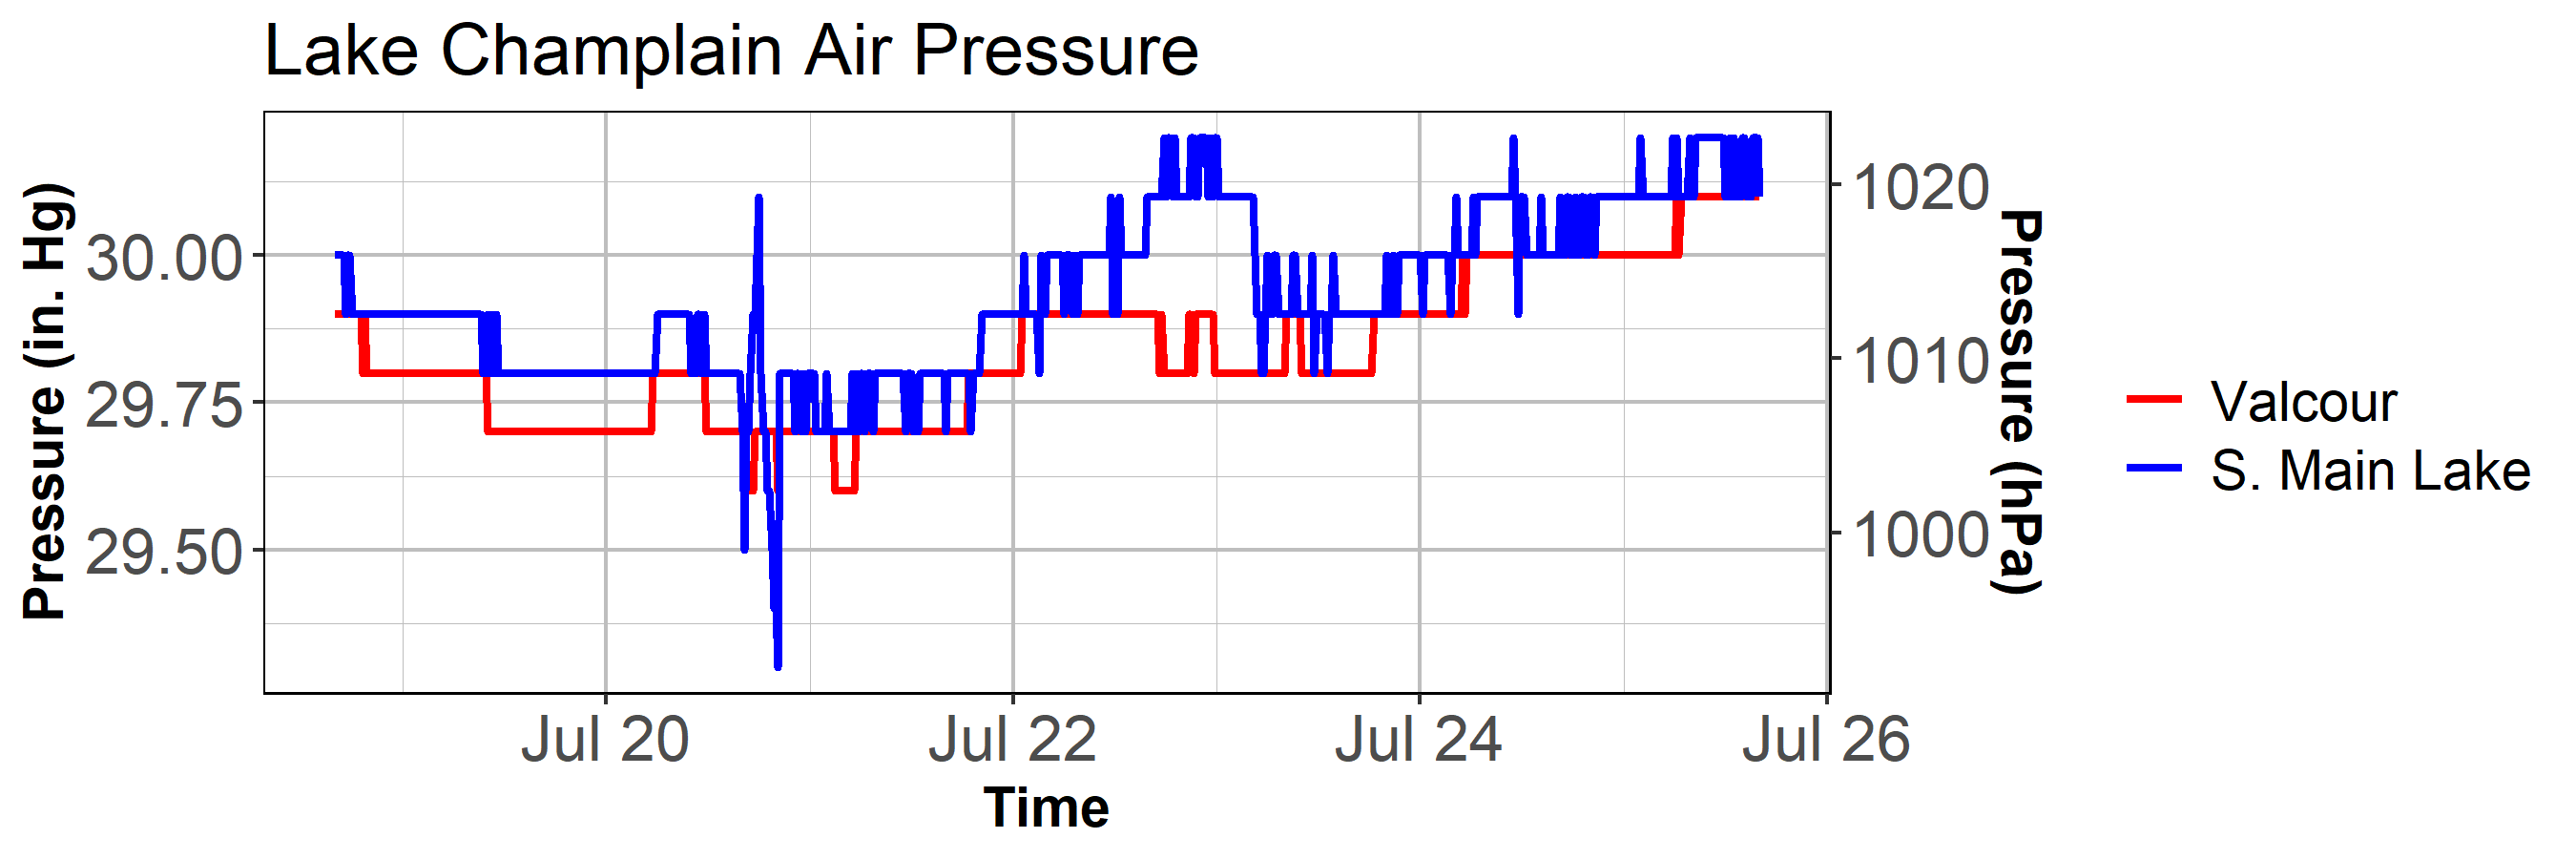 Lake Champlain Air Pressure
Pressure (in. Hg)
30.00
29.75
29.50
1020
1010
1000
Pressure (hPa)
Jul 20
Jul 22
Jul 24
Jul 26
Time
Valcour
S. Main Lake